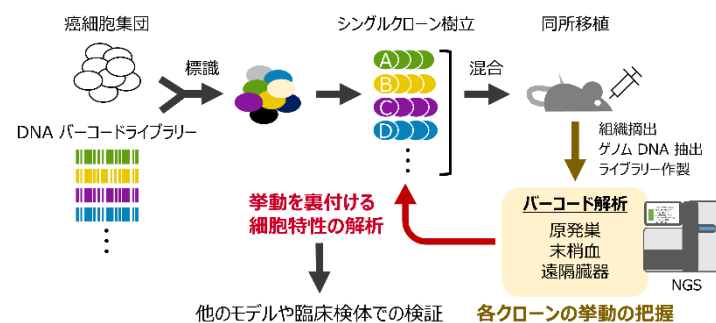 癌細胞集団
シングルクローン樹立
同所移植
標識
混合
A
B
C
D
DNA バーコードライブラリー
組織摘出
ゲノム DNA 抽出
ライブラリー作製
挙動を裏付ける
細胞特性の解析
バーコード解析
原発巣
末梢血
遠隔臓器
NGS
他のモデルや臨床検体での検証
各クローンの挙動の把握